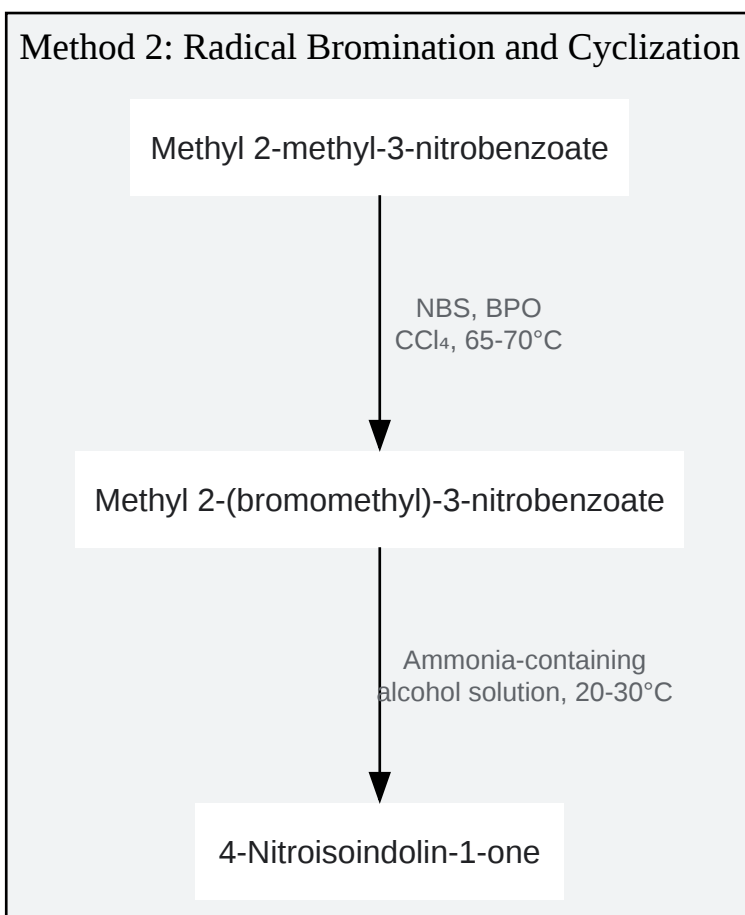 Method 2: Radical Bromination and Cyclization
Methyl 2-methyl-3-nitrobenzoate
NBS, BPO
CCl₄, 65-70°C
Methyl 2-(bromomethyl)-3-nitrobenzoate
Ammonia-containing
alcohol solution, 20-30°C
4-Nitroisoindolin-1-one